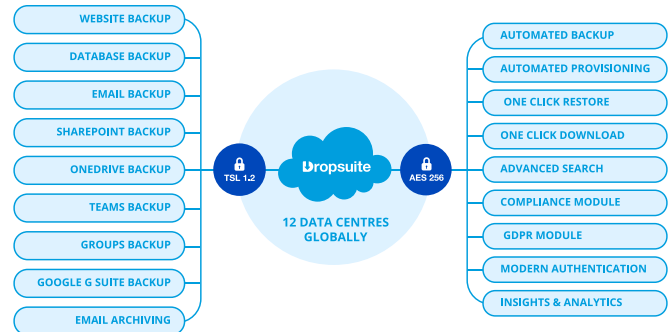 WEBSITE BACKUP
DATABASE BACKUP
EMAIL BACKUP
SHAREPOINT BACKUP
ONEDRIVE BACKUP
TEAMS BACKUP
GROUPS BACKUP
GOOGLE G SUITE BACKUP
EMAIL ARCHIVING
TSL 1.2
Dropsuite
12 DATA CENTRES
GLOBALLY
AES 256
AUTOMATED BACKUP
AUTOMATED PROVISIONING
ONE CLICK RESTORE
ONE CLICK DOWNLOAD
ADVANCED SEARCH
COMPLIANCE MODULE
GDPR MODULE
MODERN AUTHENTICATION
INSIGHTS & ANALYTICS